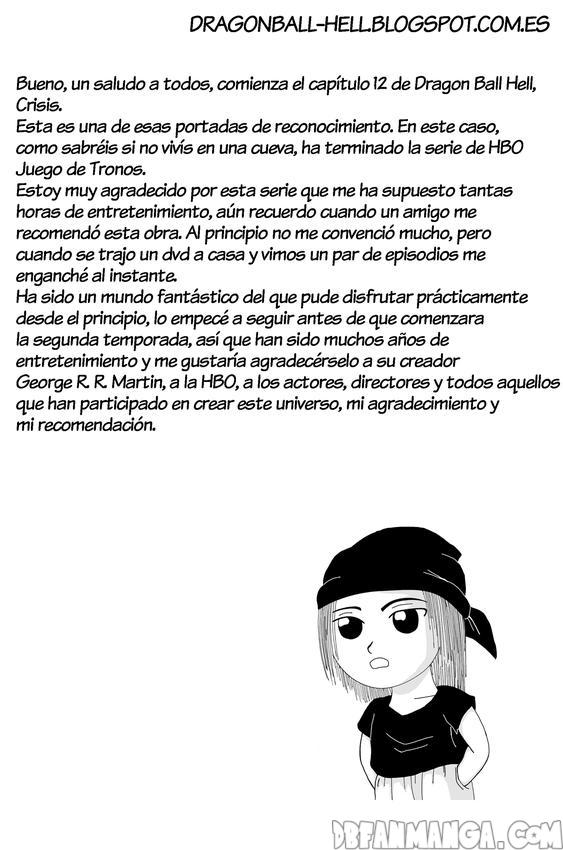 DRAGONBALL-HELL.BLOGSPOT.COM.ES
Bueno, un saludo a todos, comienza el capítulo 12 de Dragon Ball Hell,
Crisis.
Esta es una de esas portadas de reconocimiento. En este caso,
como sabréis si no vivís en una cueva, ha terminado la serie de HBO
Juego de Tronos.
Estoy muy agradecido por esta serie que me ha supuesto tantas
horas de entretenimiento, aún recuerdo cuando un amigo me
recomendó esta obra. Al principio no me convenció mucho, pero
cuando se trajo un dvd a casa y vimos un par de episodios me
enganché al instante.
Ha sido un mundo fantástico del que pude disfrutar prácticamente
desde el principio, lo empecé a seguir antes de que comenzara
la segunda temporada, así que han sido muchos años de
entretenimiento y me gustaría agradecérselo a su creador
George R. R. Martin, a la HBO, a los actores, directores y todos aquellos
que han participado en crear este universo, mi agradecimiento y
mi recomendación.
DBFANMANGA.COM